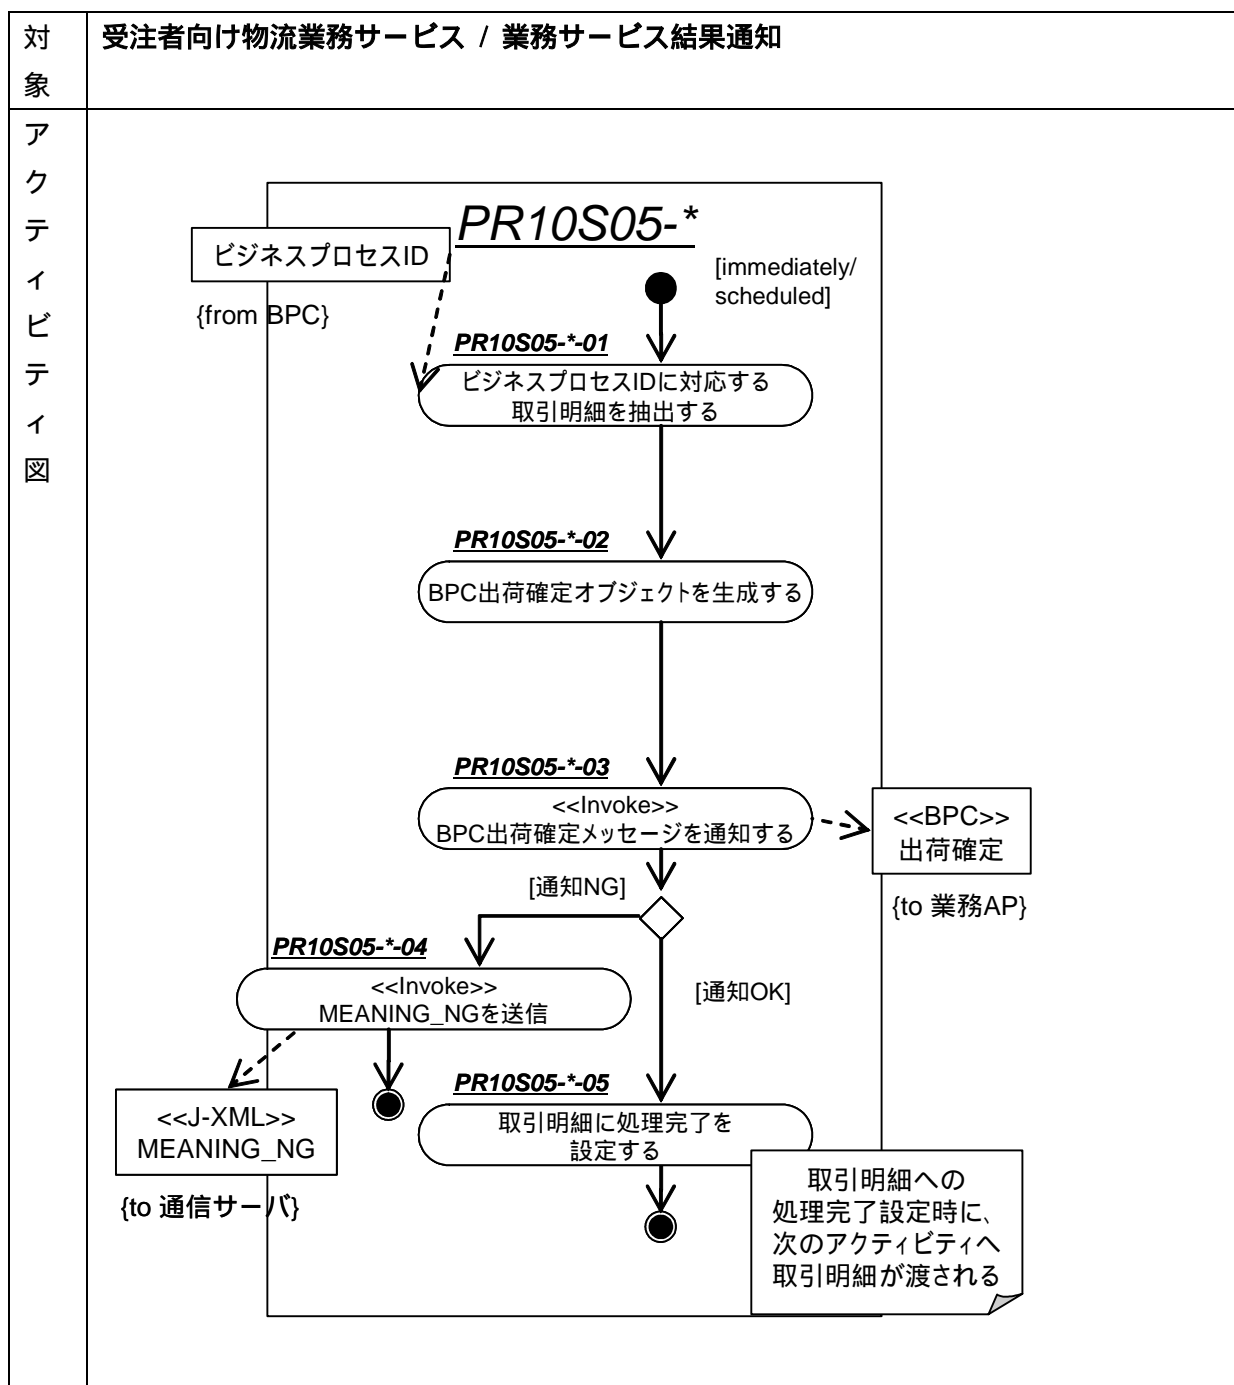 対象
受注者向け物流業務サービス / 業務サービス結果通知
アクティビティ図
PR10S05-*
ビジネスプロセスID
{from BPC}
[immediately/
scheduled]
PR10S05-*-01
ビジネスプロセスIDに対応する
取引明細を抽出する
PR10S05-*-02
BPC出荷確定オブジェクトを生成する
PR10S05-*-03
<<Invoke>>
BPC出荷確定メッセージを通知する
<<BPC>>
出荷確定
{to 業務AP}
[通知NG]
PR10S05-*-04
<<Invoke>>
MEANING_NGを送信
[通知OK]
<<J-XML>>
MEANING_NG
{to 通信サーバ}
PR10S05-*-05
取引明細に処理完了を
設定する
取引明細への
処理完了設定時に、
次のアクティビティへ
取引明細が渡される